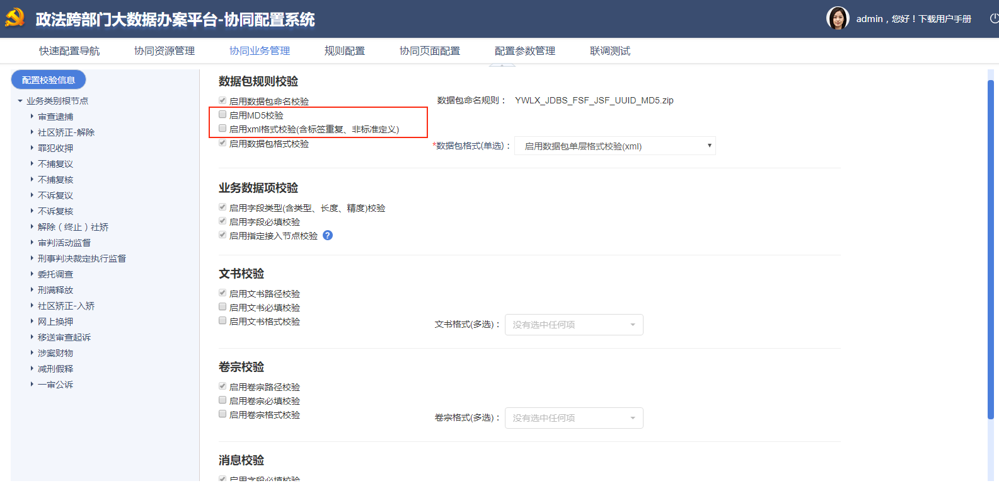 政法跨部门大数据办案平台-协同配置系统
admin，您好！下载用户手册
快速配置导航 协同资源管理 协同业务管理 规则配置 协同页面配置 配置参数管理 联调测试
配置校验信息
业务类别根节点
审查逮捕
社区矫正-解除
罪犯收押
不捕复议
不捕复核
不诉复议
不诉复核
解除（终止）社矫
审判活动监督
刑事判决裁定执行监督
委托调查
刑满释放
社区矫正-入矫
网上换押
移送审查起诉
涉案财物
减刑假释
一审公诉
数据包规则校验
启用数据包命名校验 数据包命名规则： YWLX_JDBS_FSF_JSF_UUID_MD5.zip
启用MD5校验
启用xml格式校验(含标签重复、非标准定义)
启用数据包格式校验 *数据包格式(单选)： 启用数据包单层格式校验(xml)
业务数据项校验
启用字段类型(含类型、长度、精度)校验
启用字段必填校验
启用指定接入节点校验 ?
文书校验
启用文书路径校验
启用文书必填校验
启用文书格式校验 文书格式(多选)： 没有选中任何项
卷宗校验
启用卷宗路径校验
启用卷宗必填校验
启用卷宗格式校验 卷宗格式(多选)： 没有选中任何项
消息校验
启用字段必填校验